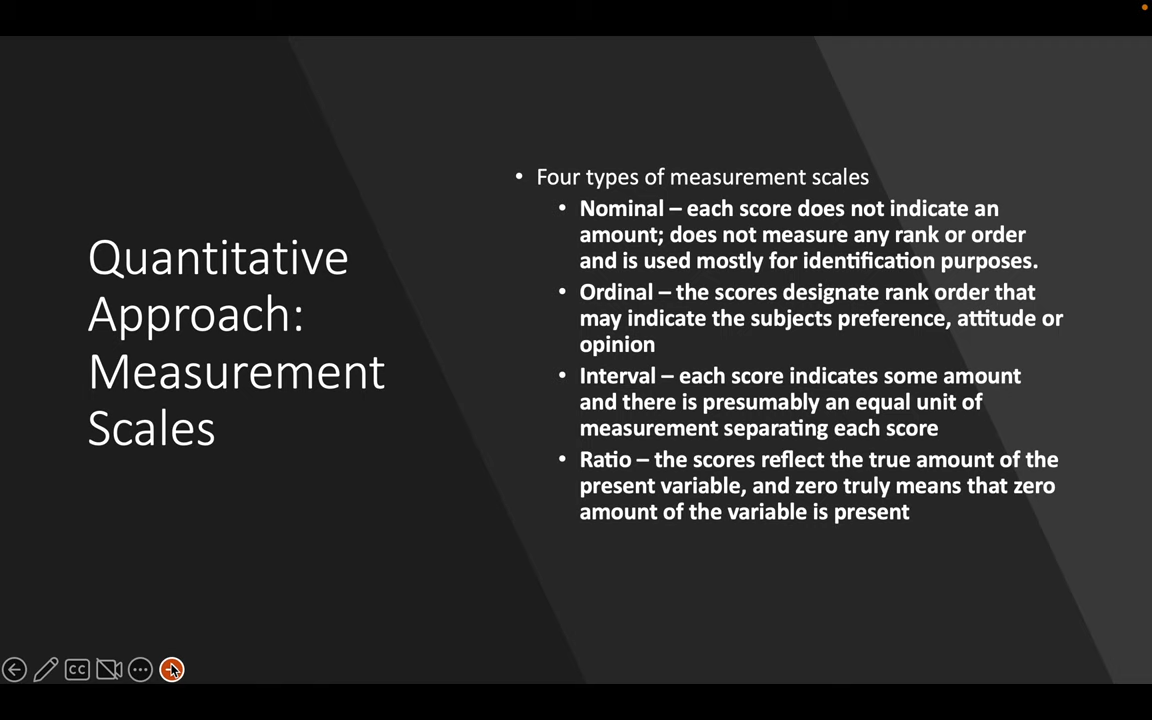 Quantitative
Approach:
Measurement
Scales
• Four types of measurement scales
• Nominal – each score does not indicate an
amount; does not measure any rank or order
and is used mostly for identification purposes.
• Ordinal – the scores designate rank order that
may indicate the subjects preference, attitude or
opinion
• Interval – each score indicates some amount
and there is presumably an equal unit of
measurement separating each score
• Ratio – the scores reflect the true amount of the
present variable, and zero truly means that zero
amount of the variable is present
CC